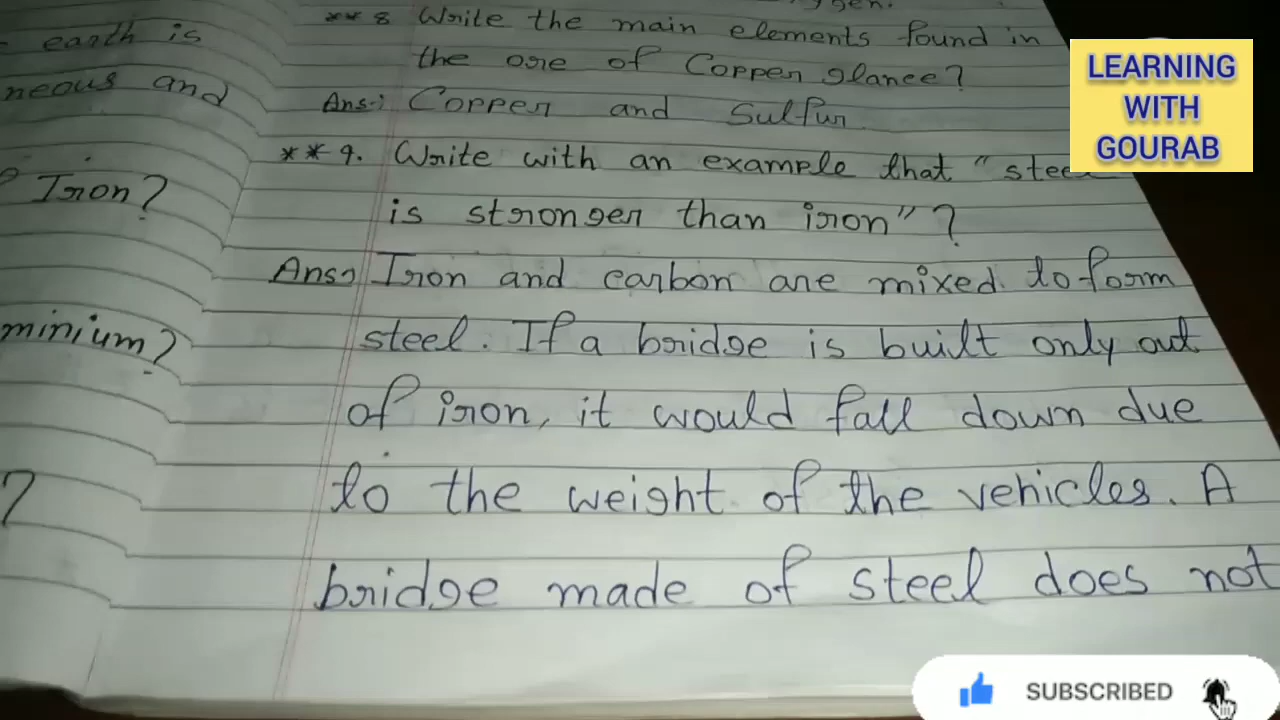 earth is
neous and
Iron?
minium?
?
** 8 Write the main elements found in
the ore of Copper glance?
Ans:- Copper and Sulfur
** 9. Write with an example that "steel
is stronger than iron"?
Ans:- Iron and carbon are mixed to form
steel. If a bridge is built only out
of iron, it would fall down due
to the weight of the vehicles. A
bridge made of steel does not
LEARNING
WITH
GOURAB
SUBSCRIBED